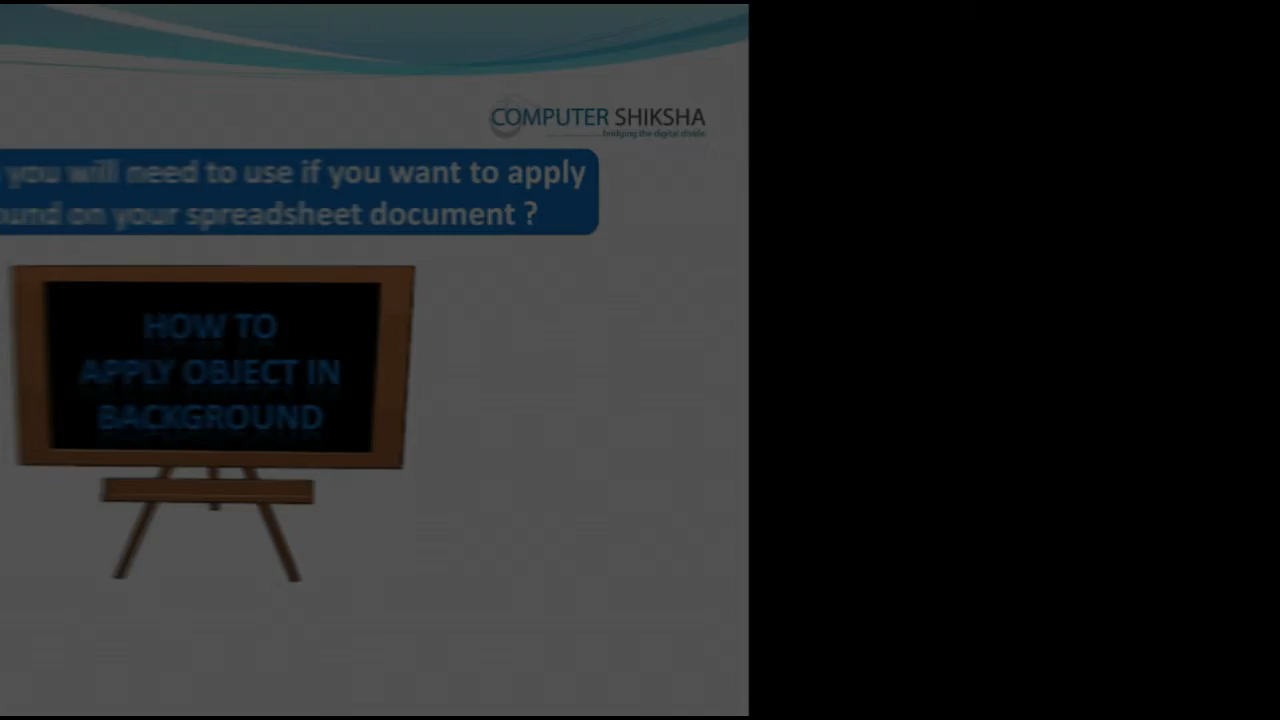 COMPUTER SHIKSHA
bridging the digital divide
you will need to use if you want to apply
ound on your spreadsheet document ?
HOW TO
APPLY OBJECT IN
BACKGROUND